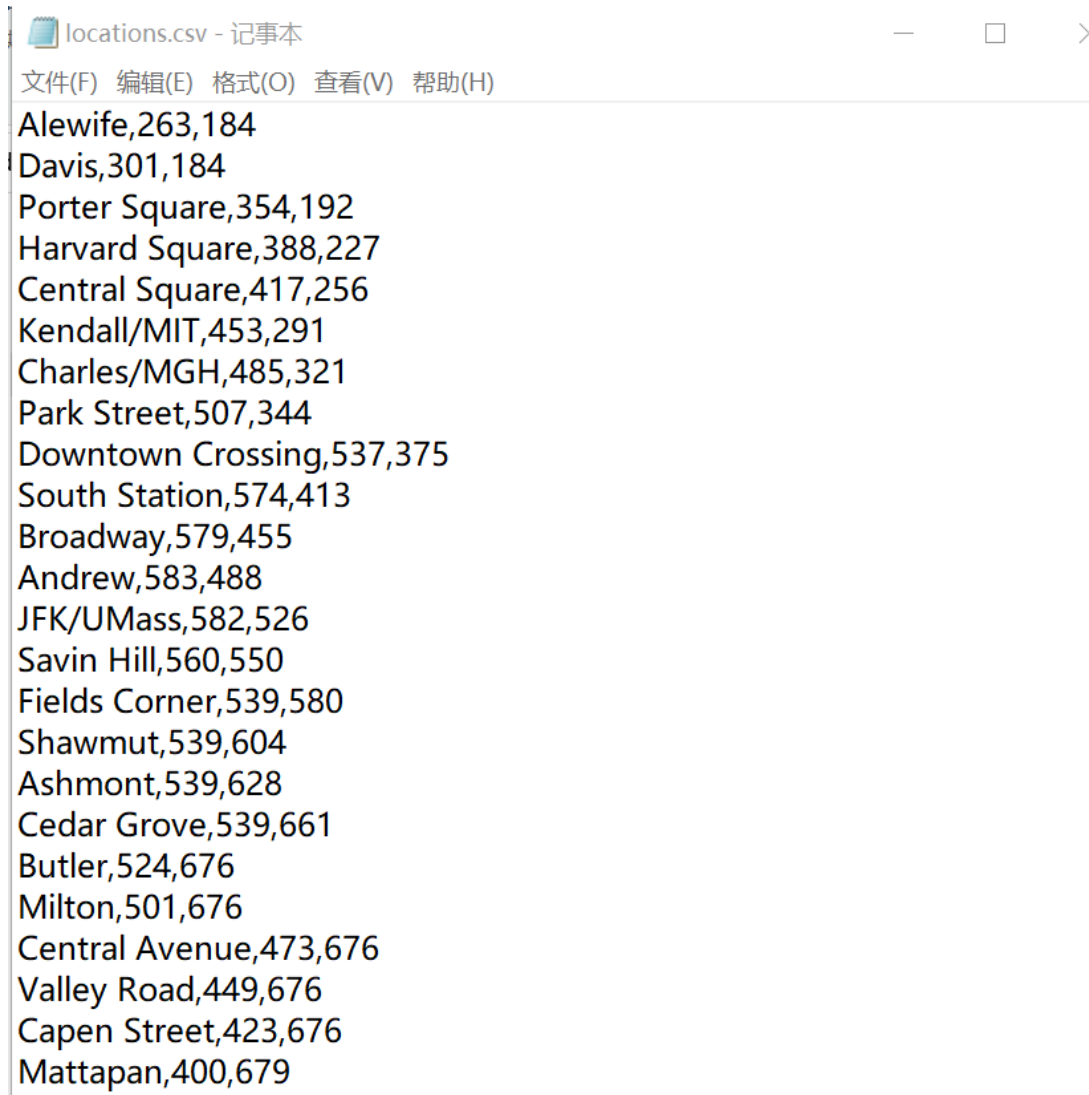 locations.csv - 记事本
文件(F) 编辑(E) 格式(O) 查看(V) 帮助(H)
Alewife,263,184
Davis,301,184
Porter Square,354,192
Harvard Square,388,227
Central Square,417,256
Kendall/MIT,453,291
Charles/MGH,485,321
Park Street,507,344
Downtown Crossing,537,375
South Station,574,413
Broadway,579,455
Andrew,583,488
JFK/UMass,582,526
Savin Hill,560,550
Fields Corner,539,580
Shawmut,539,604
Ashmont,539,628
Cedar Grove,539,661
Butler,524,676
Milton,501,676
Central Avenue,473,676
Valley Road,449,676
Capen Street,423,676
Mattapan,400,679